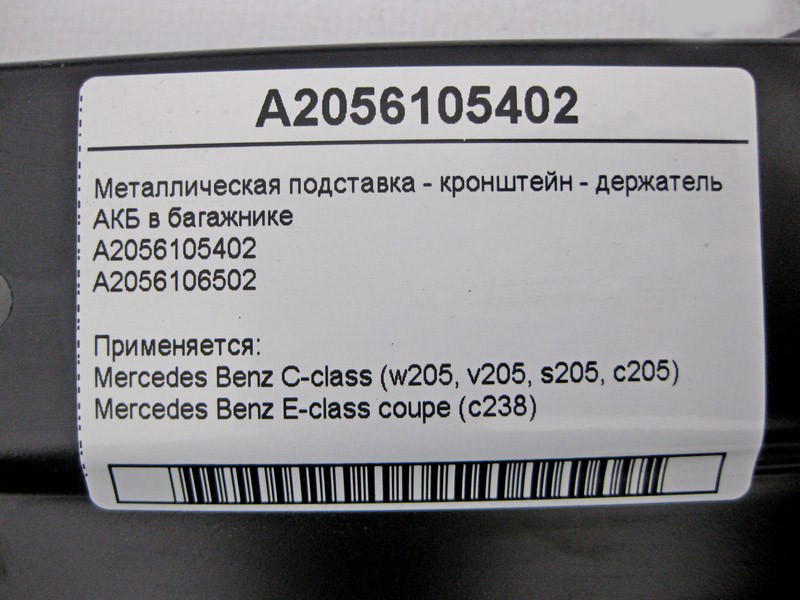 A2056105402
Металлическая подставка - кронштейн - держатель
АКБ в багажнике
A2056105402
A2056106502
Применяется:
Mercedes Benz C-class (w205, v205, s205, c205)
Mercedes Benz E-class coupe (c238)